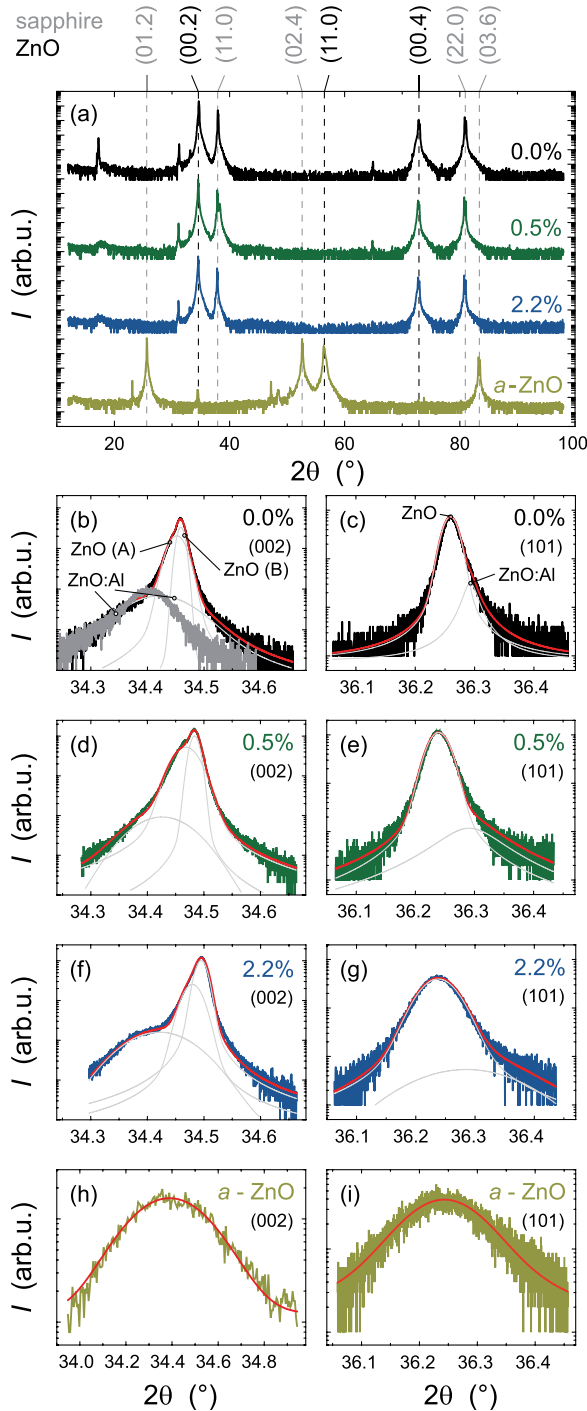 sapphire
ZnO
(01.2)
(00.2)
(11.0)
(02.4)
(11.0)
(00.4)
(22.0)
(03.6)
(a)
0.0%
0.5%
2.2%
a-ZnO
I (arb.u.)
20 40 60 80 100
2θ (°)
(b) 0.0%
(002)
ZnO (A)
ZnO (B)
ZnO:Al
I (arb.u.)
34.3 34.4 34.5 34.6
(c) 0.0%
(101)
ZnO
ZnO:Al
36.1 36.2 36.3 36.4
(d) 0.5%
(002)
I (arb.u.)
34.3 34.4 34.5 34.6
(e) 0.5%
(101)
36.1 36.2 36.3 36.4
(f) 2.2%
(002)
I (arb.u.)
34.3 34.4 34.5 34.6
(g) 2.2%
(101)
36.1 36.2 36.3 36.4
(h) a - ZnO
(002)
I (arb.u.)
34.0 34.2 34.4 34.6 34.8
2θ (°)
(i) a - ZnO
(101)
36.1 36.2 36.3 36.4
2θ (°)